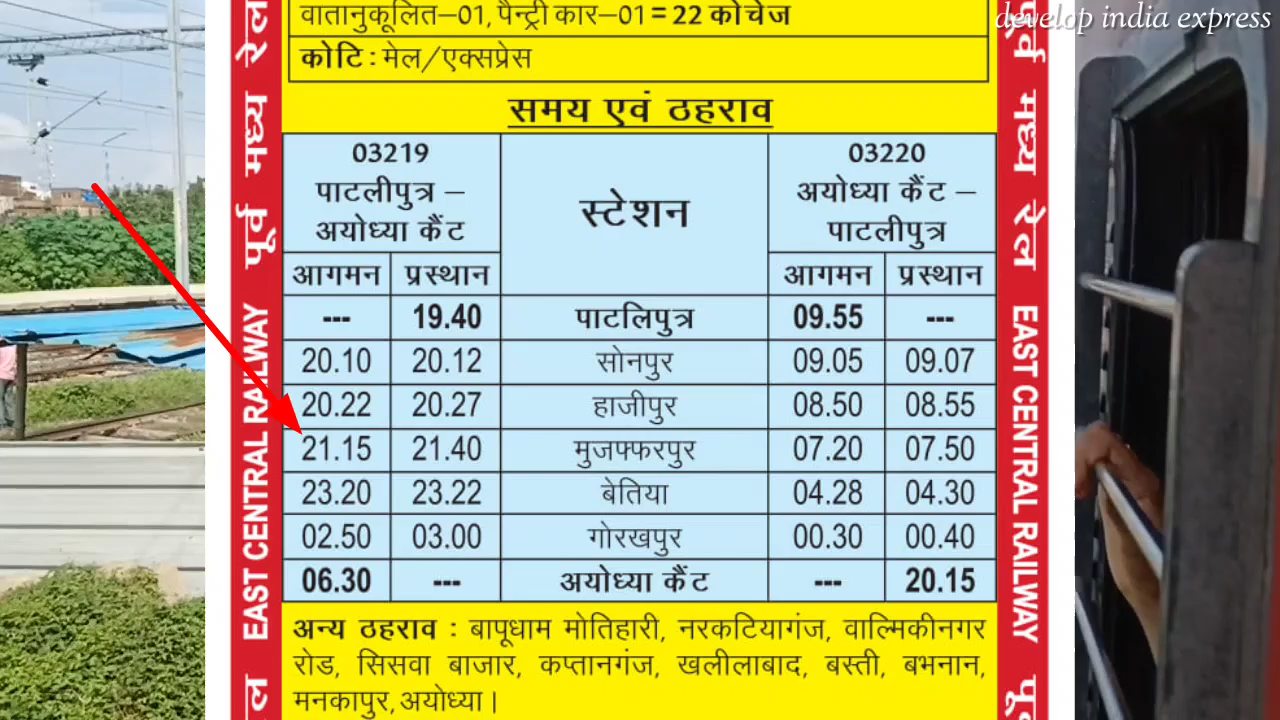 develop india express
वातानुकूलित–01, पैन्ट्री कार–01 = 22 कोचेज
कोटि : मेल/एक्सप्रेस
समय एवं ठहराव
03219 पाटलीपुत्र – अयोध्या कैंट स्टेशन 03220 अयोध्या कैंट – पाटलीपुत्र
आगमन प्रस्थान आगमन प्रस्थान
--- 19.40 पाटलिपुत्र 09.55 ---
20.10 20.12 सोनपुर 09.05 09.07
20.22 20.27 हाजीपुर 08.50 08.55
21.15 21.40 मुजफ्फरपुर 07.20 07.50
23.20 23.22 बेतिया 04.28 04.30
02.50 03.00 गोरखपुर 00.30 00.40
06.30 --- अयोध्या कैंट --- 20.15
अन्य ठहराव : बापूधाम मोतिहारी, नरकटियागंज, वाल्मिकीनगर
रोड, सिसवा बाजार, कप्तानगंज, खलीलाबाद, बस्ती, बभनान,
मनकापुर, अयोध्या।
पूर्व मध्य रेल
EAST CENTRAL RAILWAY
पूर्व मध्य रेल
EAST CENTRAL RAILWAY